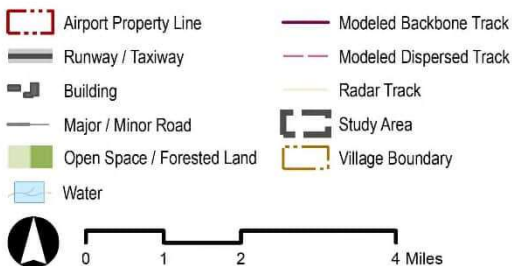 Airport Property Line
Runway / Taxiway
Building
Major / Minor Road
Open Space / Forested Land
Water
Modeled Backbone Track
Modeled Dispersed Track
Radar Track
Study Area
Village Boundary
0 1 2 4 Miles